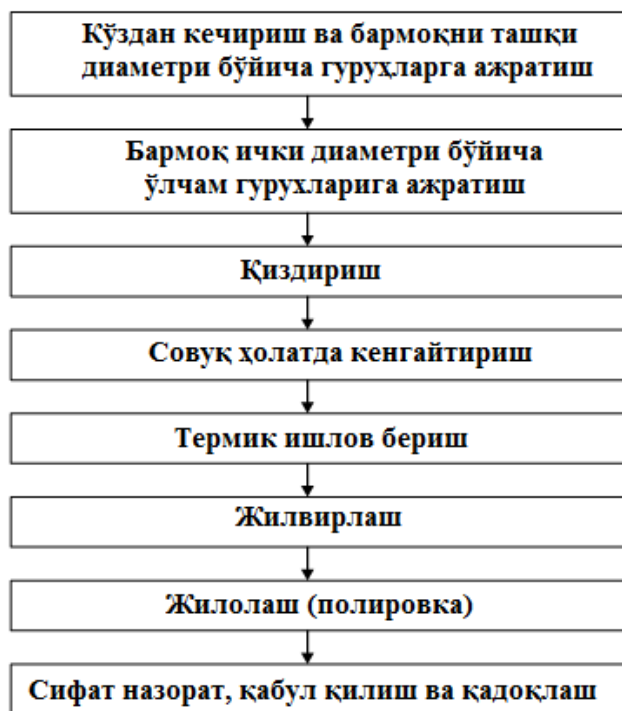 Кўздан кечириш ва бармоқни ташқи
диаметри бўйича гуруҳларга ажратиш
Бармоқ ички диаметри бўйича
ўлчам гурухларига ажратиш
Қиздириш
Совуқ ҳолатда кенгайтириш
Термик ишлов бериш
Жилвирлаш
Жилолаш (полировка)
Сифат назорат, қабул қилиш ва қадоқлаш